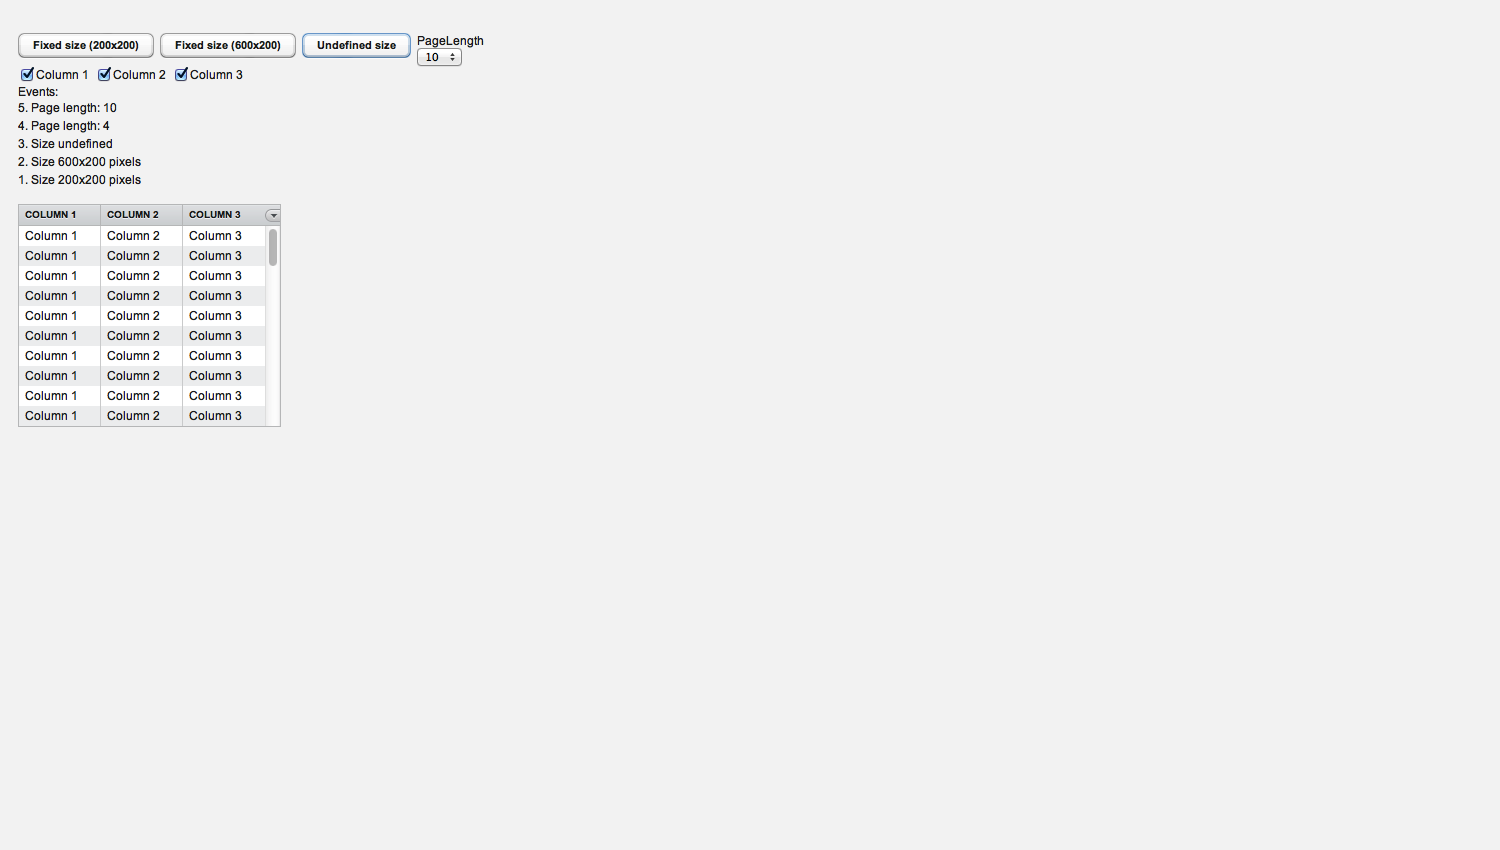 Fixed size (200x200) Fixed size (600x200) Undefined size PageLength
10
Column 1 Column 2 Column 3
Events:
5. Page length: 10
4. Page length: 4
3. Size undefined
2. Size 600x200 pixels
1. Size 200x200 pixels
COLUMN 1 COLUMN 2 COLUMN 3
Column 1 Column 2 Column 3
Column 1 Column 2 Column 3
Column 1 Column 2 Column 3
Column 1 Column 2 Column 3
Column 1 Column 2 Column 3
Column 1 Column 2 Column 3
Column 1 Column 2 Column 3
Column 1 Column 2 Column 3
Column 1 Column 2 Column 3
Column 1 Column 2 Column 3